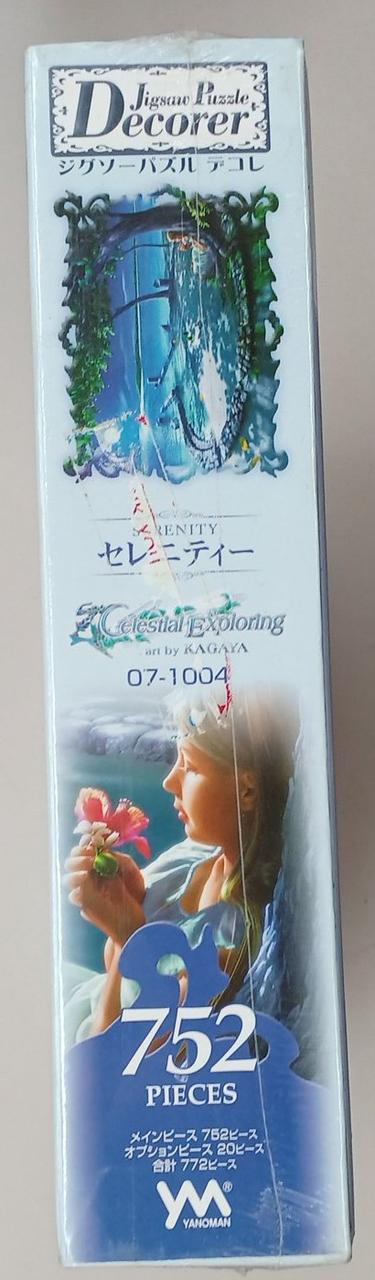 Jigsaw Puzzle
Decorer
ジグソーパズル デコレ
SERENITY
セレニティー
Celestial Exploring
art by KAGAYA
07-1004
752
PIECES
メインピース 752ピース
オプションピース 20ピース
合計 772ピース
YM®
YANOMAN